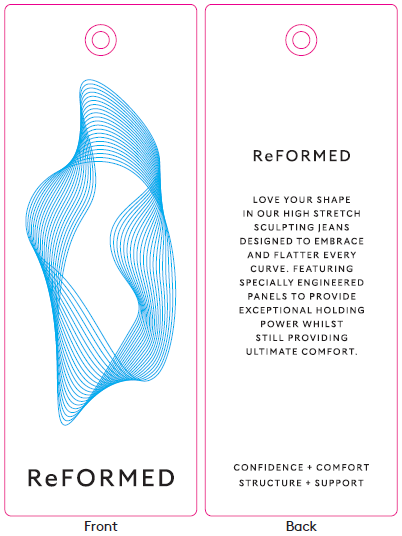 ReFORMED
Front
ReFORMED
LOVE YOUR SHAPE
IN OUR HIGH STRETCH
SCULPTING JEANS
DESIGNED TO EMBRACE
AND FLATTER EVERY
CURVE. FEATURING
SPECIALLY ENGINEERED
PANELS TO PROVIDE
EXCEPTIONAL HOLDING
POWER WHILST
STILL PROVIDING
ULTIMATE COMFORT.
CONFIDENCE + COMFORT
STRUCTURE + SUPPORT
Back